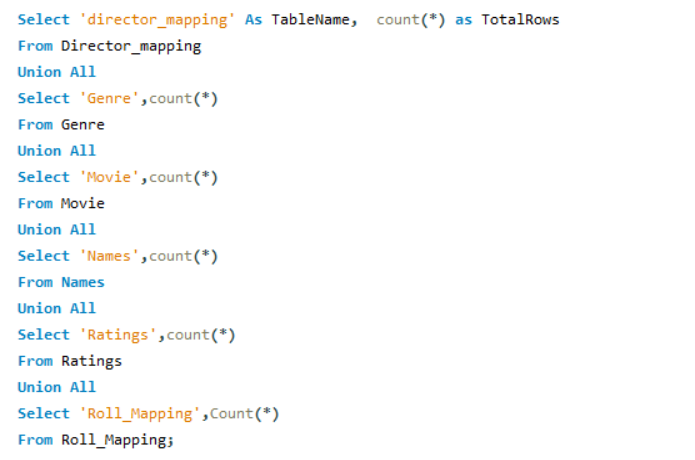 Select 'director_mapping' As TableName,  count(*) as TotalRows
From Director_mapping
Union All
Select 'Genre',count(*)
From Genre
Union All
Select 'Movie',count(*)
From Movie
Union All
Select 'Names',count(*)
From Names
Union All
Select 'Ratings',count(*)
From Ratings
Union All
Select 'Roll_Mapping',Count(*)
From Roll_Mapping;